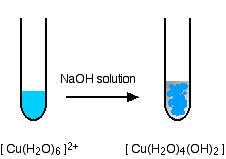 NaOH solution
[ Cu(H₂O)₆ ]²⁺
[ Cu(H₂O)₄(OH)₂ ]